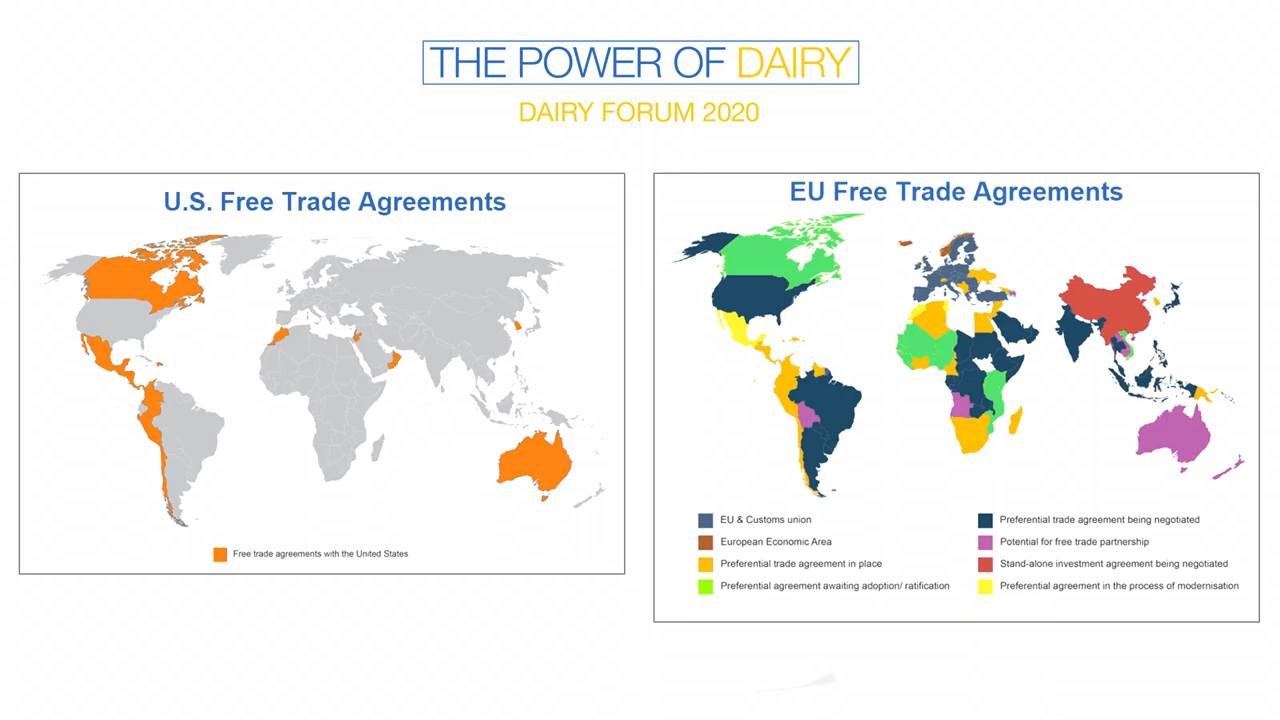 THE POWER OF DAIRY
DAIRY FORUM 2020
U.S. Free Trade Agreements
Free trade agreements with the United States
EU Free Trade Agreements
EU & Customs union
European Economic Area
Preferential trade agreement in place
Preferential agreement awaiting adoption/ ratification
Preferential trade agreement being negotiated
Potential for free trade partnership
Stand-alone investment agreement being negotiated
Preferential agreement in the process of modernisation